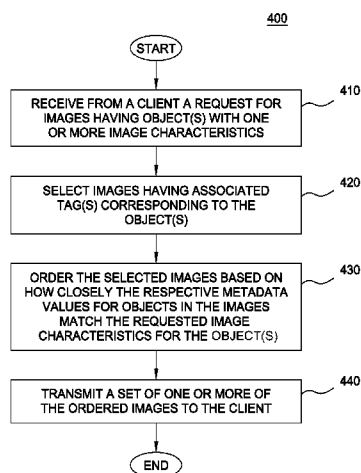 400
START
RECEIVE FROM A CLIENT A REQUEST FOR
IMAGES HAVING OBJECT(S) WITH ONE
OR MORE IMAGE CHARACTERISTICS
410
SELECT IMAGES HAVING ASSOCIATED
TAG(S) CORRESPONDING TO THE
OBJECT(S)
420
ORDER THE SELECTED IMAGES BASED ON
HOW CLOSELY THE RESPECTIVE METADATA
VALUES FOR OBJECTS IN THE IMAGES
MATCH THE REQUESTED IMAGE
CHARACTERISTICS FOR THE OBJECT(S)
430
TRANSMIT A SET OF ONE OR MORE OF
THE ORDERED IMAGES TO THE CLIENT
440
END